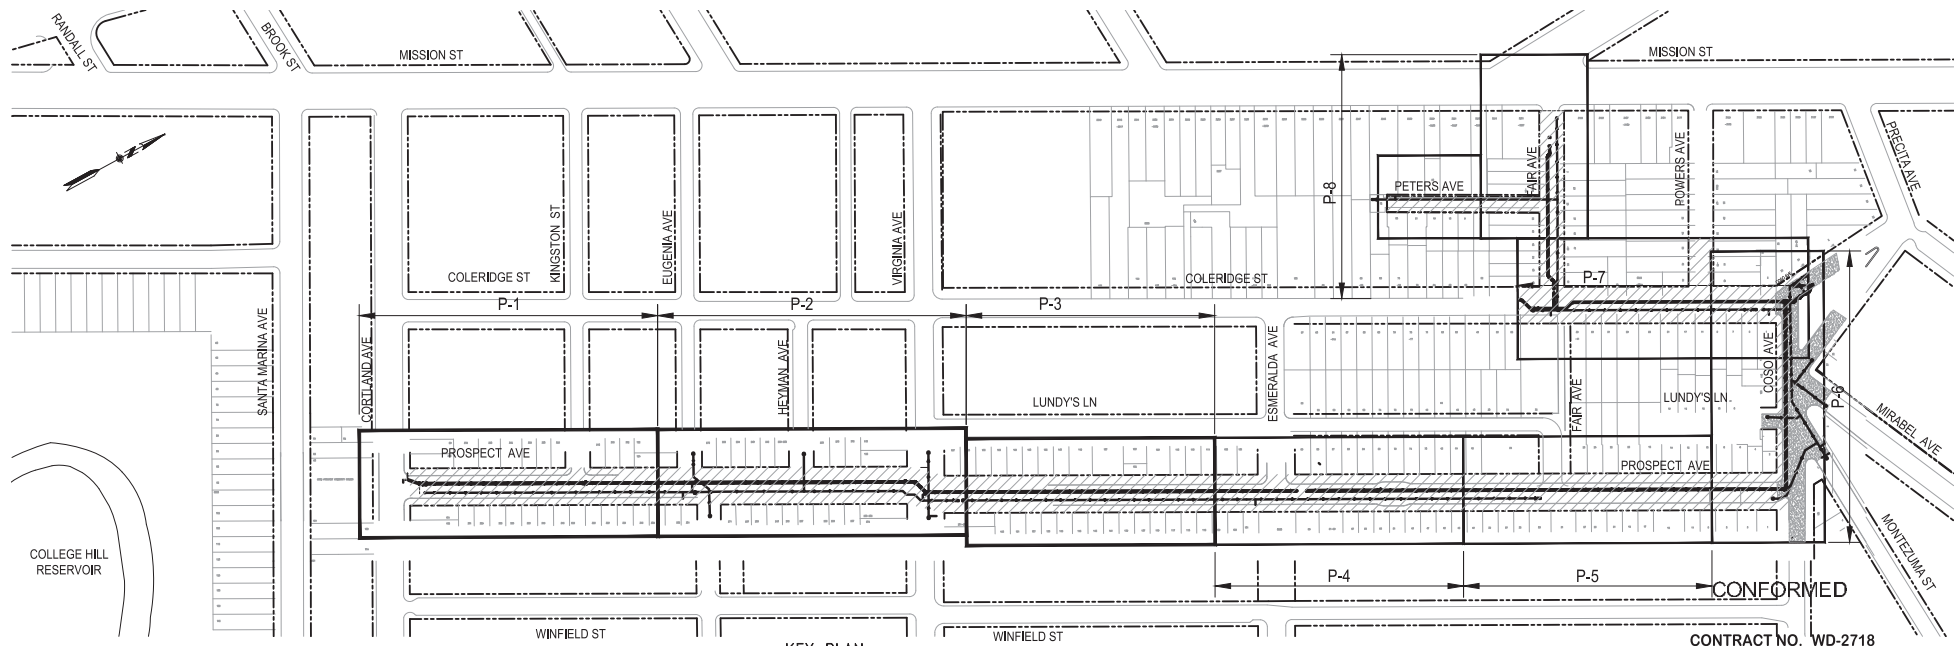 RANDALL ST
BROOK ST
MISSION ST
MISSION ST
PRECITA AVE
N
KINGSTON ST
EUGENIA AVE
VIRGINIA AVE
P-8
PETERS AVE
FAIR AVE
POWERS AVE
COLERIDGE ST
COLERIDGE ST
P-1
P-2
P-3
P-7
SANTA MARINA AVE
CORTLAND AVE
HEYMAN AVE
LUNDY'S LN
ESMERALDA AVE
FAIR AVE
LUNDY'S LN.
COSO AVE
P-6
MIRABEL AVE
PROSPECT AVE
PROSPECT AVE
COLLEGE HILL
RESERVOIR
MONTEZUMA ST
P-4
P-5
CONFORMED
WINFIELD ST
WINFIELD ST
KEY PLAN
CONTRACT NO. WD-2718